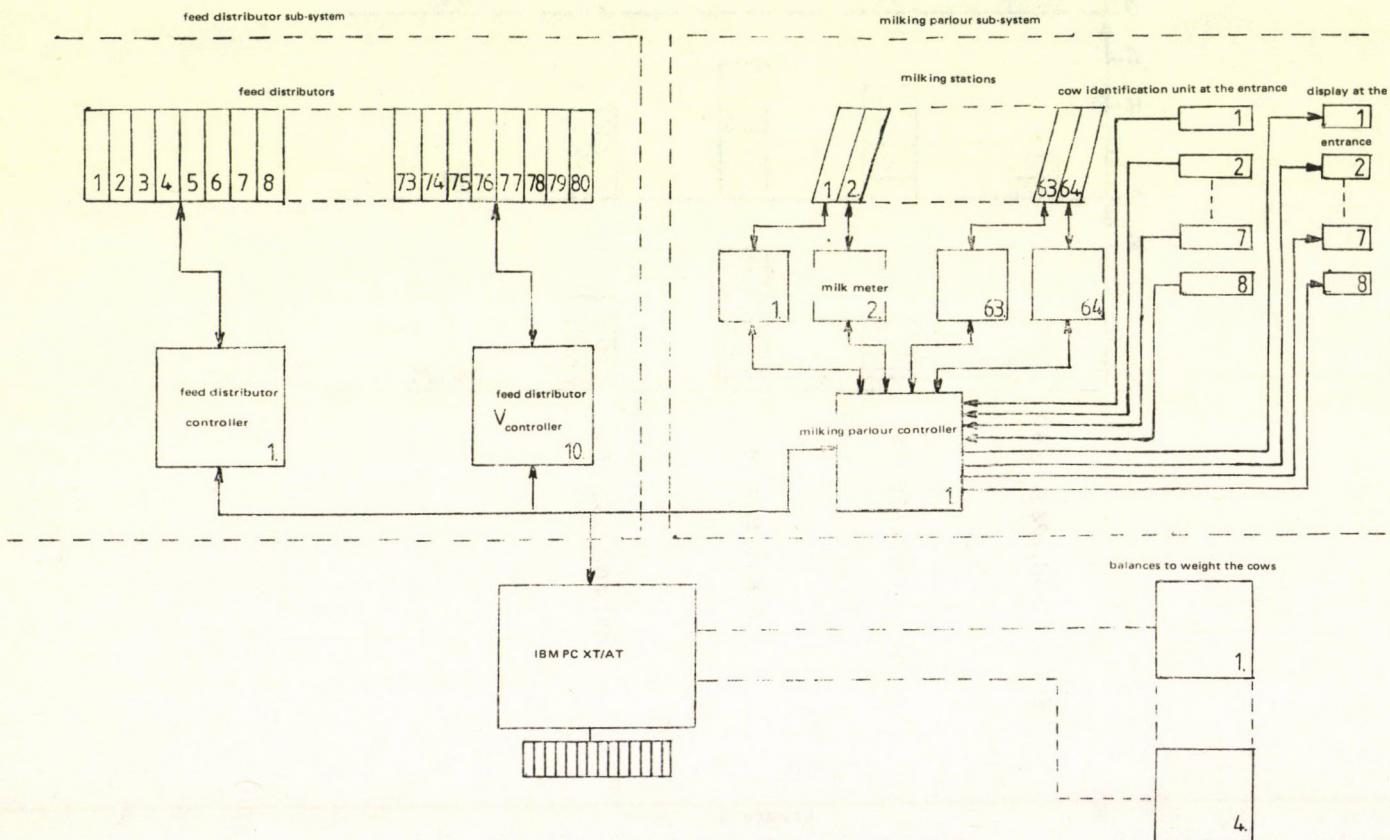 feed distributor sub-system
milking parlour sub-system
feed distributors
milking stations
cow identification unit at the entrance
display at the
entrance
1 2 3 4 5 6 7 8
73 74 75 76 77 78 79 80
1 2.
63 64
1
2
7
8
1
2
7
8
1.
milk meter
2.
63.
64.
feed distributor
controller
1.
feed distributor
V controller
10.
milking parlour controller
1.
balances to weight the cows
IBM PC XT/AT
1.
4.